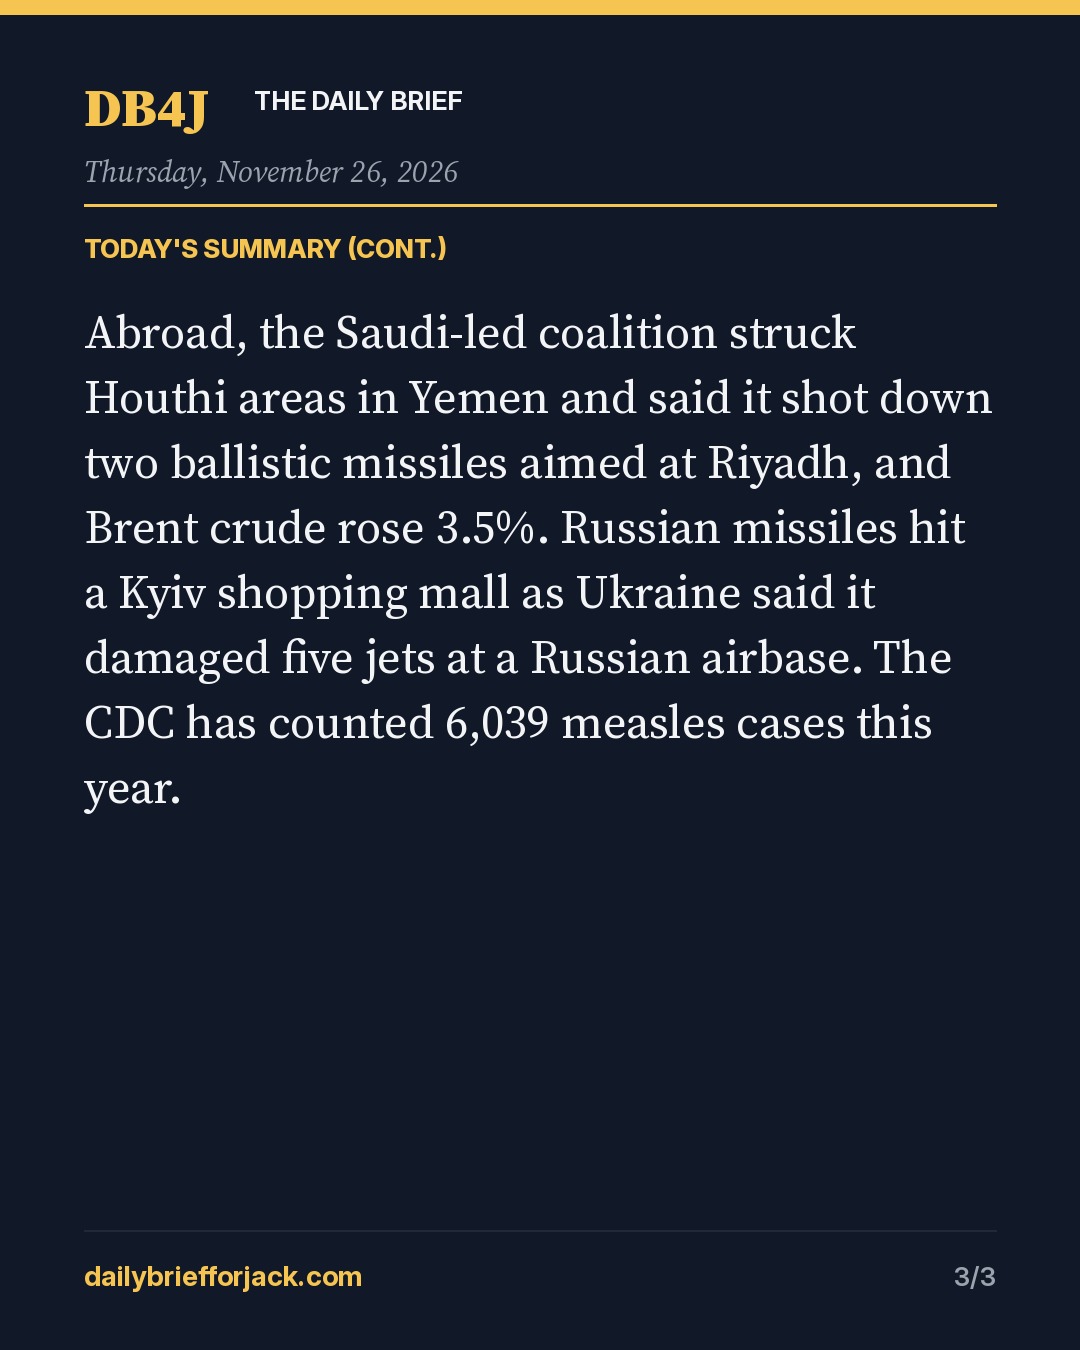 DB4J THE DAILY BRIEF
Thursday, November 26, 2026
TODAY'S SUMMARY (CONT.)
Abroad, the Saudi-led coalition struck
Houthi areas in Yemen and said it shot down
two ballistic missiles aimed at Riyadh, and
Brent crude rose 3.5%. Russian missiles hit
a Kyiv shopping mall as Ukraine said it
damaged five jets at a Russian airbase. The
CDC has counted 6,039 measles cases this
year.
dailybriefforjack.com 3/3